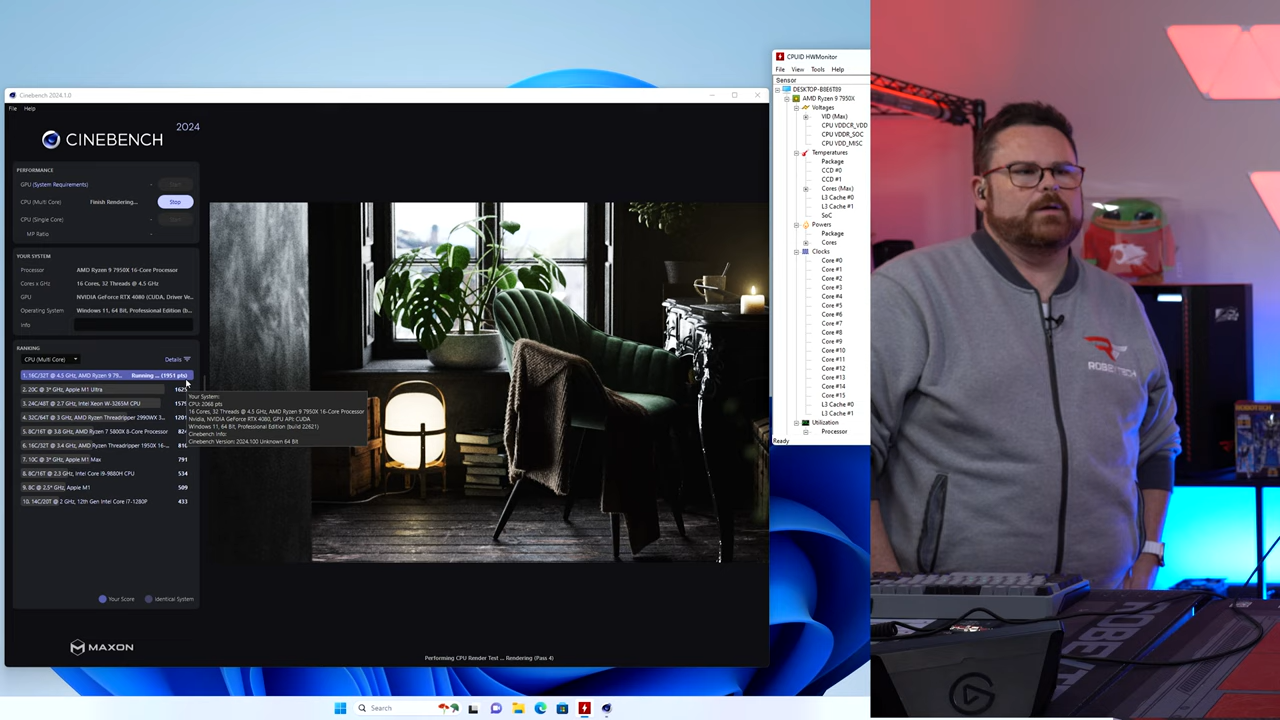 Cinebench 2024.1.0
File Help
CINEBENCH 2024
PERFORMANCE
GPU (System Requirements) - Start
CPU (Multi Core) Finish Rendering... Stop
CPU (Single Core) - Start
MP Ratio -
YOUR SYSTEM
Processor AMD Ryzen 9 7950X 16-Core Processor
Cores x GHz 16 Cores, 32 Threads @ 4.5 GHz
GPU NVIDIA GeForce RTX 4080 (CUDA, Driver Ve...
Operating System Windows 11, 64 Bit, Professional Edition (b...
Info
RANKING
CPU (Multi Core) Details
1. 16C/32T @ 4.5 GHz, AMD Ryzen 9 79... Running ... (1951 pts)
2. 20C @ 3* GHz, Apple M1 Ultra
3. 24C/48T @ 2.7 GHz, Intel Xeon W-3265M CPU
4. 32C/64T @ 3 GHz, AMD Ryzen Threadripper 2990WX 3...
5. 8C/16T @ 3.8 GHz, AMD Ryzen 7 5800X 8-Core Processor
6. 16C/32T @ 3.4 GHz, AMD Ryzen Threadripper 1950X 16-...
7. 10C @ 3* GHz, Apple M1 Max 791
8. 8C/16T @ 2.3 GHz, Intel Core i9-9880H CPU 534
9. 8C @ 2.5* GHz, Apple M1 509
10. 14C/20T @ 2 GHz, 12th Gen Intel Core i7-1280P 433
Your System:
CPU: 2068 pts
16 Cores, 32 Threads @ 4.5 GHz, AMD Ryzen 9 7950X 16-Core Processor
Nvidia, NVIDIA GeForce RTX 4080, GPU API: CUDA
Windows 11, 64 Bit, Professional Edition (build 22621)
Cinebench Info:
Cinebench Version: 2024.100 Unknown 64 Bit
Your Score Identical System
MAXON
Performing CPU Render Test ... Rendering (Pass 4)
Search
CPUID HWMonitor
File View Tools Help
Sensor
DESKTOP-B8E6T89
AMD Ryzen 9 7950X
Voltages
VID (Max)
CPU VDDCR_VDD
CPU VDDR_SOC
CPU VDD_MISC
Temperatures
Package
CCD #0
CCD #1
Cores (Max)
L3 Cache #0
L3 Cache #1
SoC
Powers
Package
Cores
Clocks
Core #0
Core #1
Core #2
Core #3
Core #4
Core #5
Core #6
Core #7
Core #8
Core #9
Core #10
Core #11
Core #12
Core #13
Core #14
Core #15
L3 Cache #0
L3 Cache #1
Utilization
Processor
Ready
ROBEYTECH